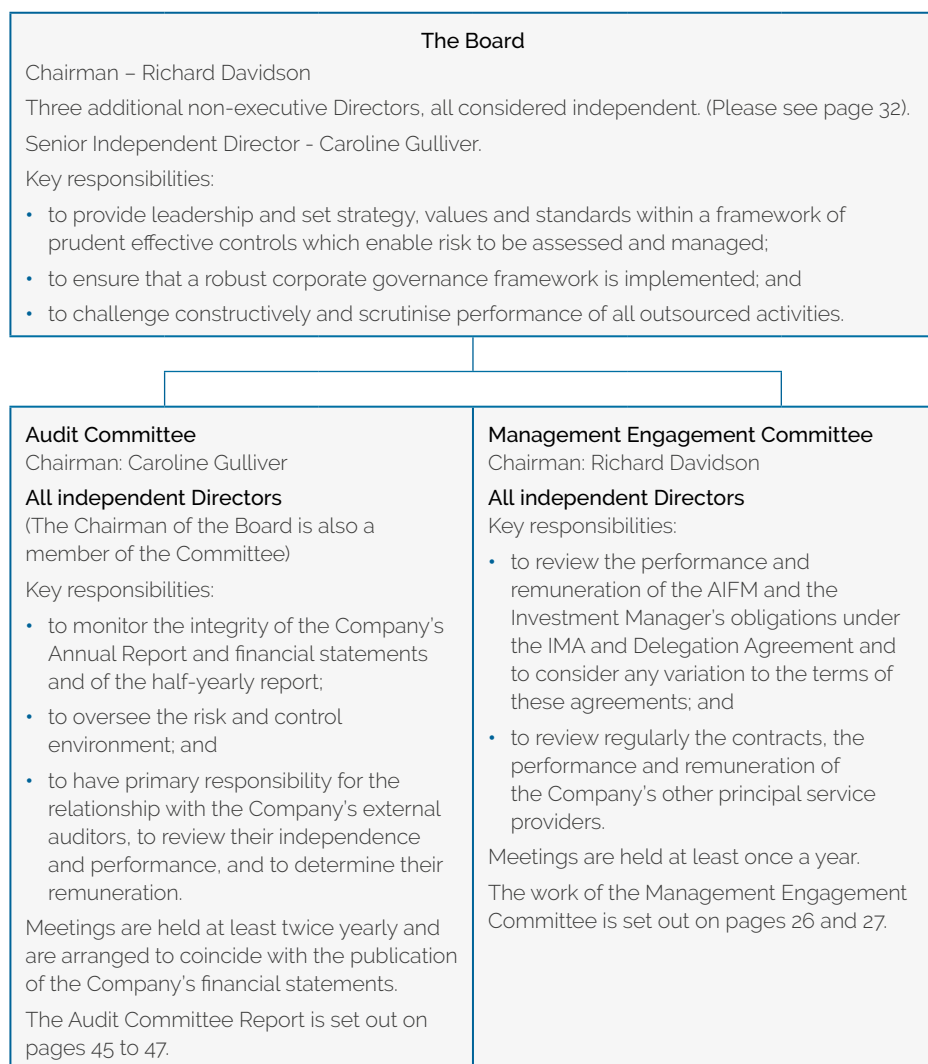 The Board
Chairman – Richard Davidson
Three additional non-executive Directors, all considered independent. (Please see page 32).
Senior Independent Director - Caroline Gulliver.
Key responsibilities:
• to provide leadership and set strategy, values and standards within a framework of
prudent effective controls which enable risk to be assessed and managed;
• to ensure that a robust corporate governance framework is implemented; and
• to challenge constructively and scrutinise performance of all outsourced activities.
Audit Committee
Chairman: Caroline Gulliver
All independent Directors
(The Chairman of the Board is also a
member of the Committee)
Key responsibilities:
• to monitor the integrity of the Company's
Annual Report and financial statements
and of the half-yearly report;
• to oversee the risk and control
environment; and
• to have primary responsibility for the
relationship with the Company's external
auditors, to review their independence
and performance, and to determine their
remuneration.
Meetings are held at least twice yearly and
are arranged to coincide with the publication
of the Company's financial statements.
The Audit Committee Report is set out on
pages 45 to 47.
Management Engagement Committee
Chairman: Richard Davidson
All independent Directors
Key responsibilities:
• to review the performance and
remuneration of the AIFM and the
Investment Manager's obligations under
the IMA and Delegation Agreement and
to consider any variation to the terms of
these agreements; and
• to review regularly the contracts, the
performance and remuneration of
the Company's other principal service
providers.
Meetings are held at least once a year.
The work of the Management Engagement
Committee is set out on pages 26 and 27.